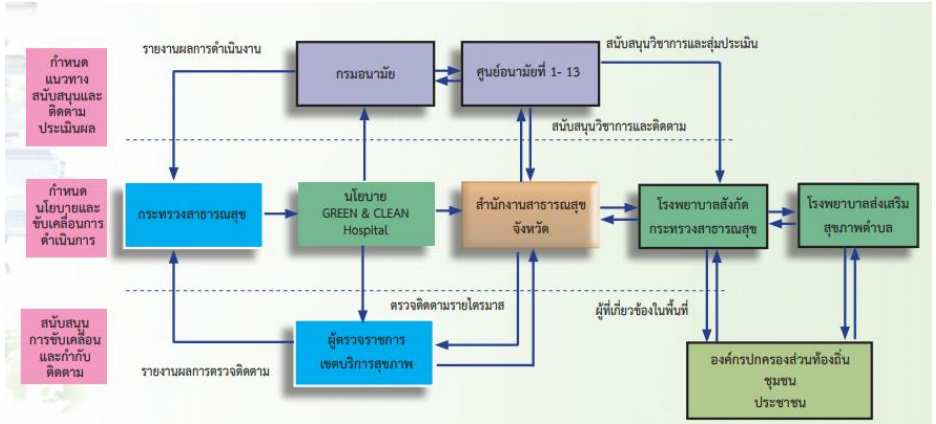 กำหนด
แนวทาง
สนับสนุนและ
ติดตาม
ประเมินผล
รายงานผลการดำเนินงาน
กรมอนามัย
ศูนย์อนามัยที่ 1- 13
สนับสนุนวิชาการและสุ่มประเมิน
สนับสนุนวิชาการและติดตาม
กำหนด
นโยบายและ
ขับเคลื่อนการ
ดำเนินการ
กระทรวงสาธารณสุข
นโยบาย
GREEN & CLEAN
Hospital
สำนักงานสาธารณสุข
จังหวัด
โรงพยาบาลสังกัด
กระทรวงสาธารณสุข
โรงพยาบาลส่งเสริม
สุขภาพตำบล
สนับสนุน
การขับเคลื่อน
และกำกับ
ติดตาม
รายงานผลการตรวจติดตาม
ผู้ตรวจราชการ
เขตบริการสุขภาพ
ตรวจติดตามรายไตรมาส
ผู้ที่เกี่ยวข้องในพื้นที่
องค์กรปกครองส่วนท้องถิ่น
ชุมชน
ประชาชน